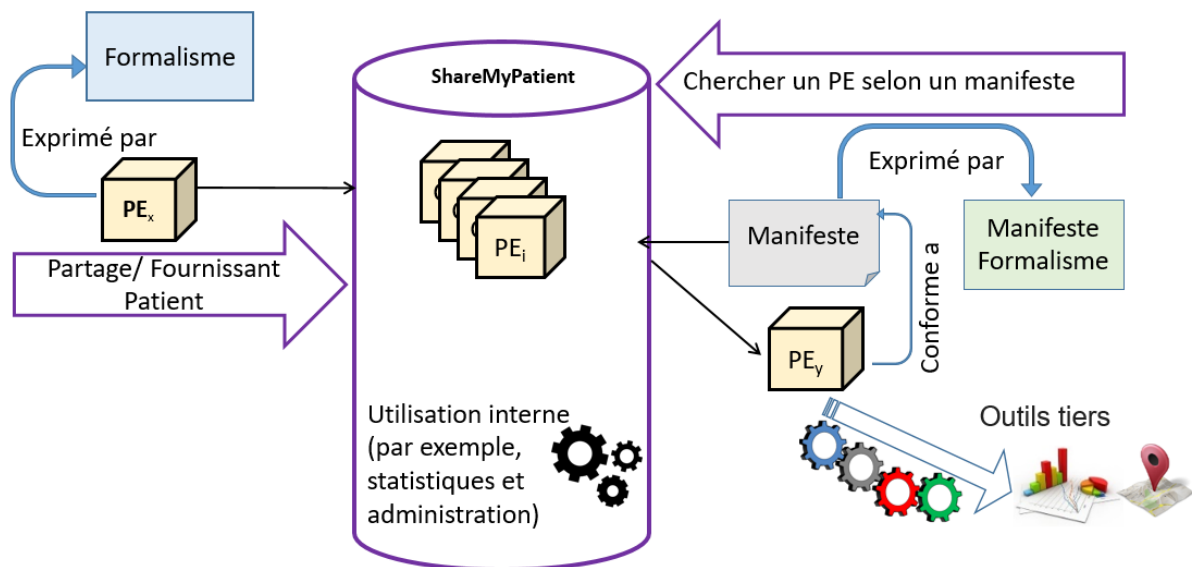 Formalisme
Exprimé par
PEx
Partage/ Fournissant
Patient
ShareMyPatient
PEi
Utilisation interne
(par exemple,
statistiques et
administration)
Chercher un PE selon un manifeste
Exprimé par
Manifeste
Manifeste
Formalisme
Conforme a
PEy
Outils tiers